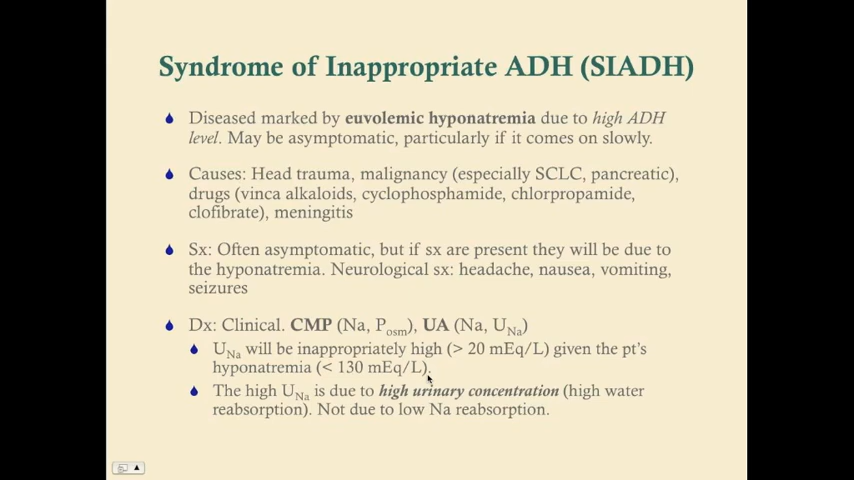 Syndrome of Inappropriate ADH (SIADH)
Diseased marked by euvolemic hyponatremia due to high ADH
level. May be asymptomatic, particularly if it comes on slowly.
Causes: Head trauma, malignancy (especially SCLC, pancreatic),
drugs (vinca alkaloids, cyclophosphamide, chlorpropamide,
clofibrate), meningitis
Sx: Often asymptomatic, but if sx are present they will be due to
the hyponatremia. Neurological sx: headache, nausea, vomiting,
seizures
Dx: Clinical. CMP (Na, Posm), UA (Na, UNa)
UNa will be inappropriately high (> 20 mEq/L) given the pt's
hyponatremia (< 130 mEq/L).
The high UNa is due to high urinary concentration (high water
reabsorption). Not due to low Na reabsorption.